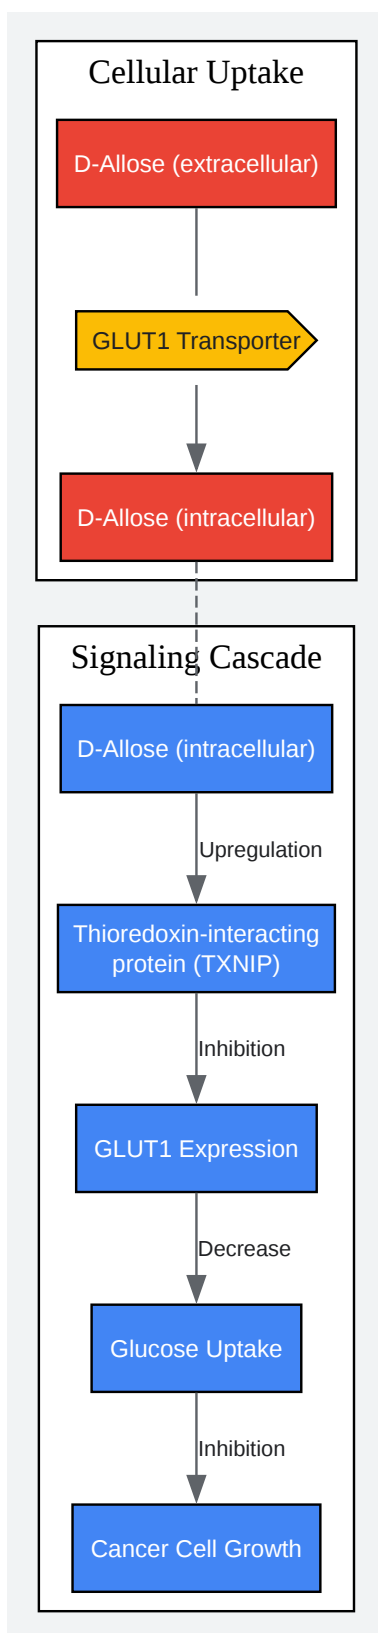 Cellular Uptake
D-Allose (extracellular)
GLUT1 Transporter
D-Allose (intracellular)
Signaling Cascade
D-Allose (intracellular)
Upregulation
Thioredoxin-interacting
protein (TXNIP)
Inhibition
GLUT1 Expression
Decrease
Glucose Uptake
Inhibition
Cancer Cell Growth